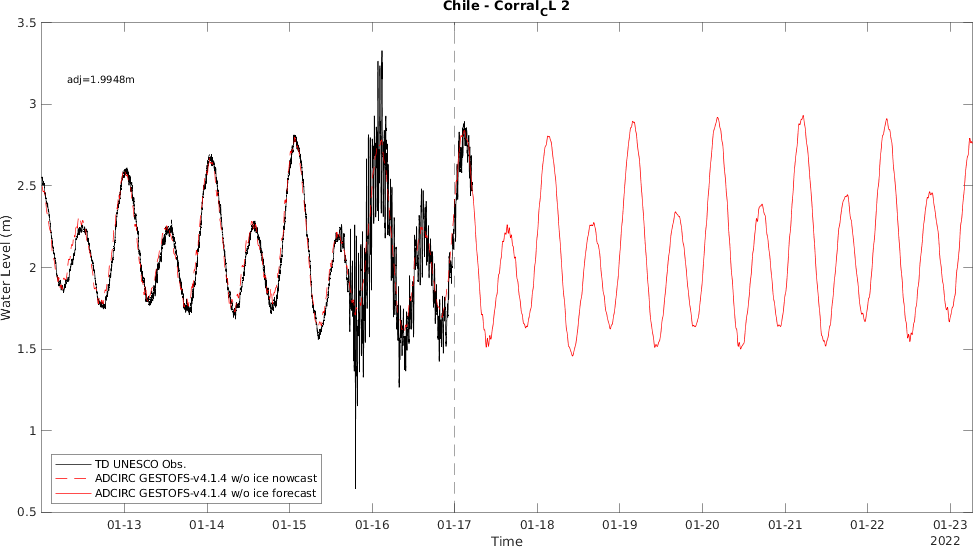 Chile - CorralCL 2
3.5
adj=1.9948m
3
2.5
2
1.5
1
0.5
Water Level (m)
TD UNESCO Obs.
ADCIRC GESTOFS-v4.1.4 w/o ice nowcast
ADCIRC GESTOFS-v4.1.4 w/o ice forecast
01-13 01-14 01-15 01-16 01-17 01-18 01-19 01-20 01-21 01-22 01-23
Time
2022